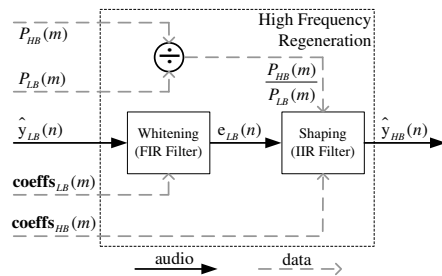 High Frequency
Regeneration
P_HB(m)
÷
P_LB(m)
P_HB(m)
P_LB(m)
ŷ_LB(n)
Whitening
(FIR Filter)
e_LB(n)
Shaping
(IIR Filter)
ŷ_HB(n)
coeffs_LB(m)
coeffs_HB(m)
audio
data